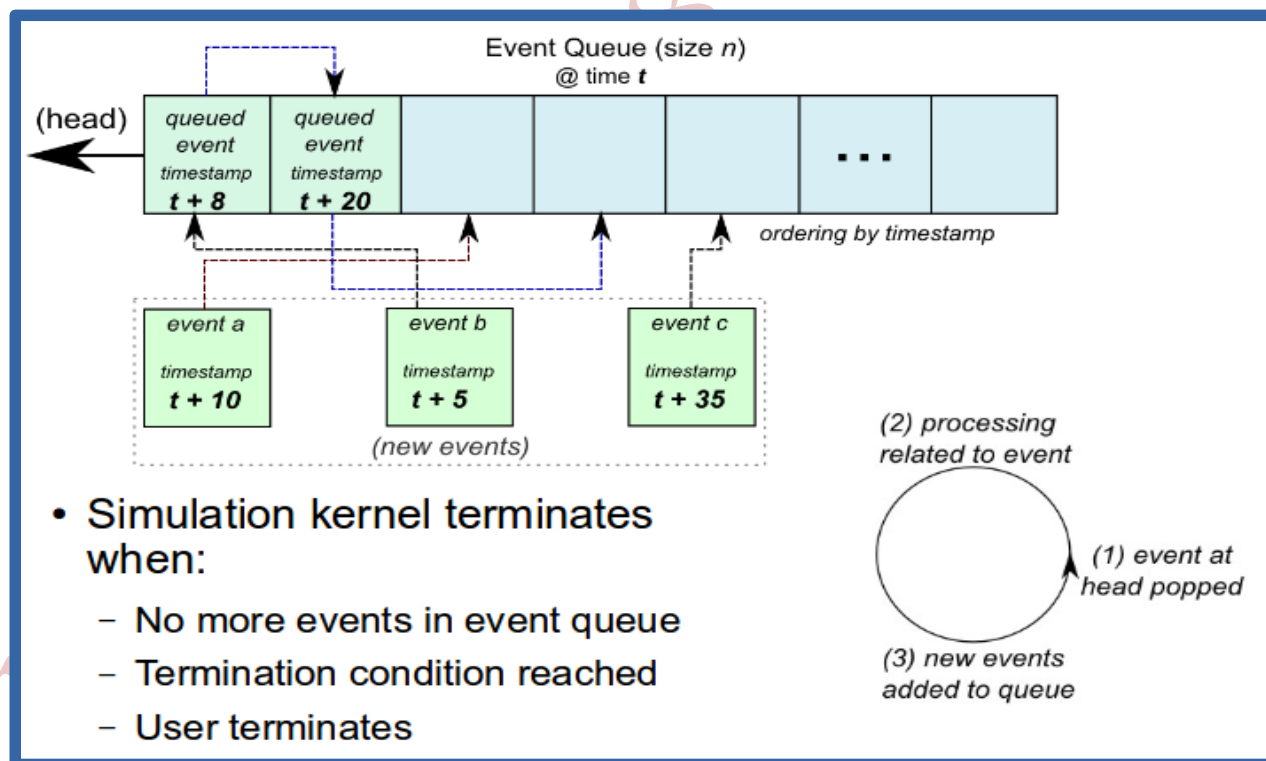 Event Queue (size n)
@ time t
(head)
queued
event
timestamp
t + 8
queued
event
timestamp
t + 20
...
ordering by timestamp
event a
timestamp
t + 10
event b
timestamp
t + 5
event c
timestamp
t + 35
(new events)
• Simulation kernel terminates
when:
– No more events in event queue
– Termination condition reached
– User terminates
(2) processing
related to event
(1) event at
head popped
(3) new events
added to queue